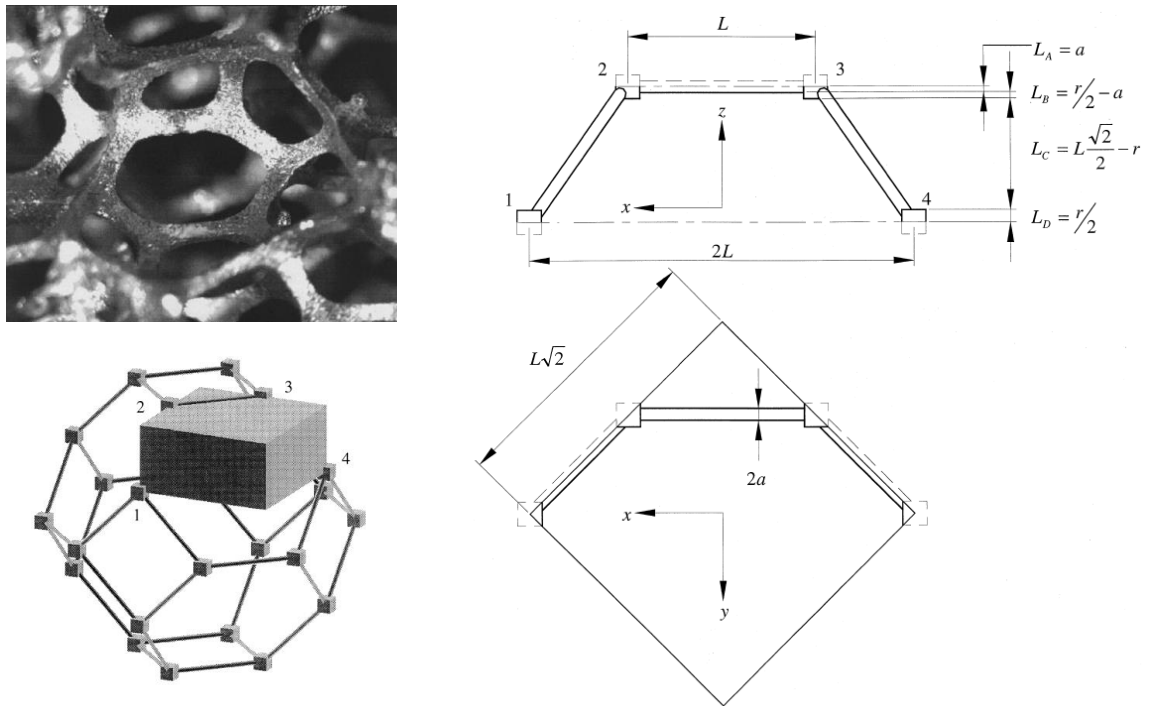 L
L_A = a
2
3
L_B = r/2 − a
z
L_C = L√2/2 − r
1
x
4
L_D = r/2
2L
L√2
2a
x
y
2
3
4
1